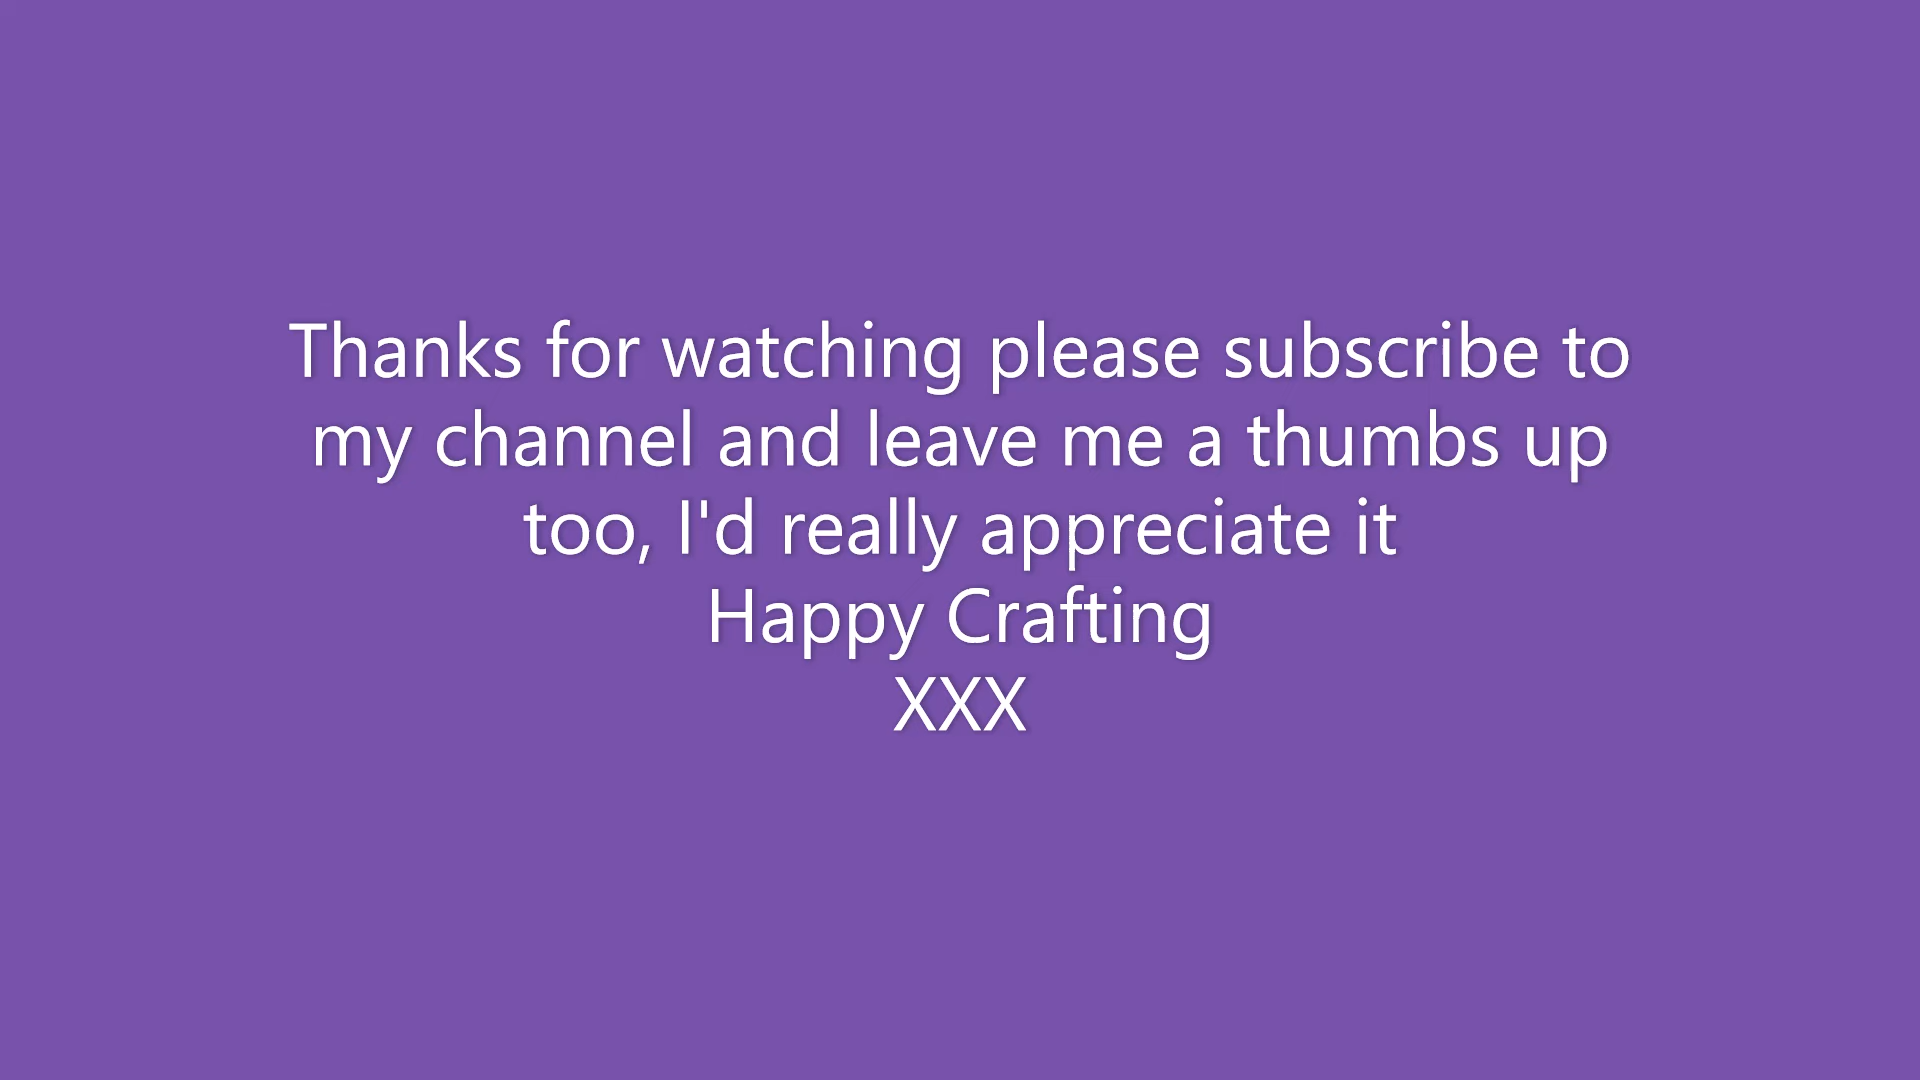 Thanks for watching please subscribe to
my channel and leave me a thumbs up
too, I'd really appreciate it
Happy Crafting
XXX